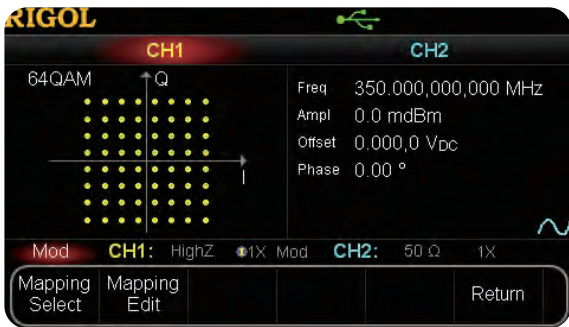 RIGOL
CH1
CH2
64QAM
Q
I
Freq 350.000,000,000 MHz
Ampl 0.0 mdBm
Offset 0.000,0 VDC
Phase 0.00 °
Mod CH1: HighZ 1X Mod CH2: 50 Ω 1X
Mapping Select
Mapping Edit
Return